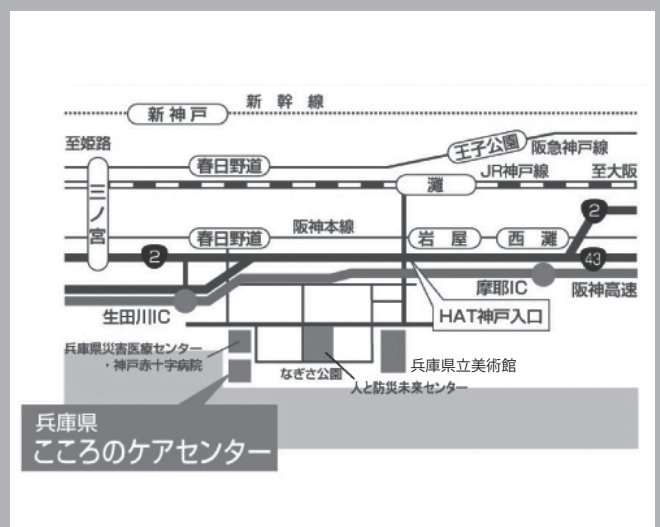 新幹線
新神戸
至姫路
王子公園
阪急神戸線
春日野道
JR神戸線
至大阪
三ノ宮
灘
2
阪神本線
春日野道
岩屋
西灘
2
43
摩耶IC
阪神高速
生田川IC
HAT神戸入口
兵庫県災害医療センター
・神戸赤十字病院
なぎさ公園
兵庫県立美術館
人と防災未来センター
兵庫県
こころのケアセンター